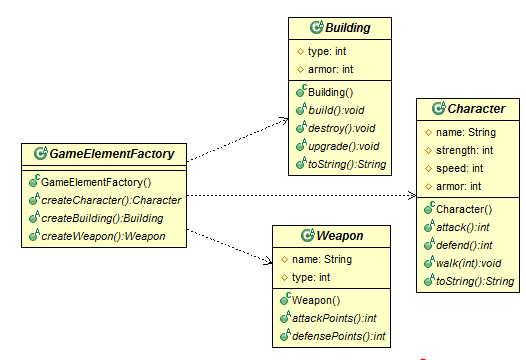 Building
type: int
armor: int
Building()
build():void
destroy():void
upgrade():void
toString():String
Character
name: String
strength: int
speed: int
armor: int
Character()
attack():int
defend():int
walk(int):void
toString():String
GameElementFactory
GameElementFactory()
createCharacter():Character
createBuilding():Building
createWeapon():Weapon
Weapon
name: String
type: int
Weapon()
attackPoints():int
defensePoints():int